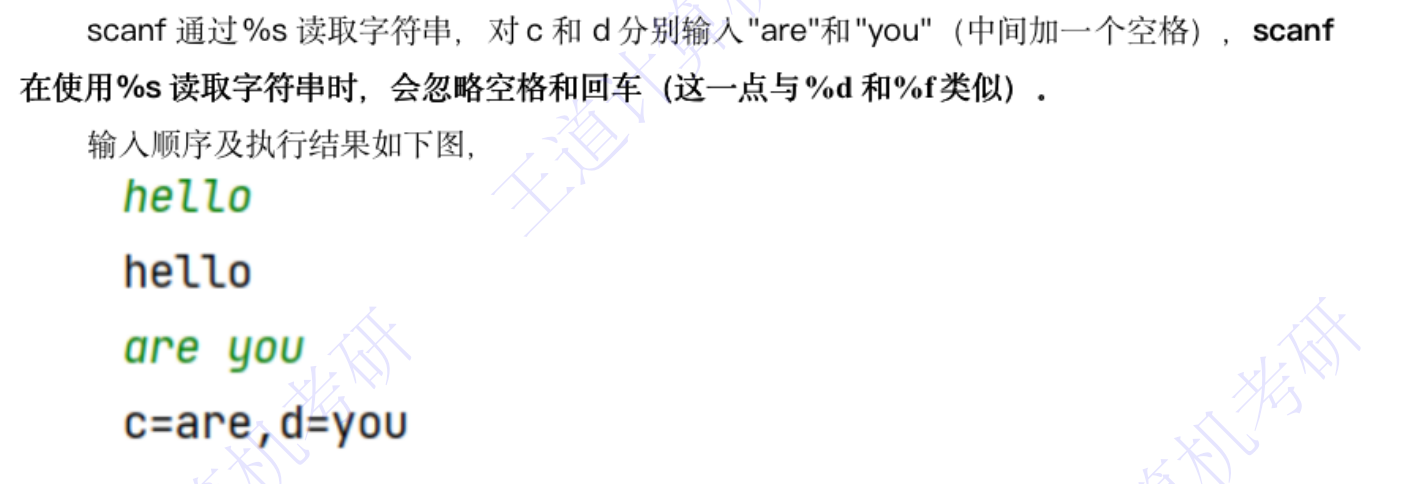 scanf 通过%s 读取字符串， 对 c 和 d 分别输入"are"和"you"（中间加一个空格），scanf
在使用%s 读取字符串时，会忽略空格和回车（这一点与%d 和%f类似）.
输入顺序及执行结果如下图，
hello
hello
are you
c=are,d=you
王道计算机
算机考研
算机考研